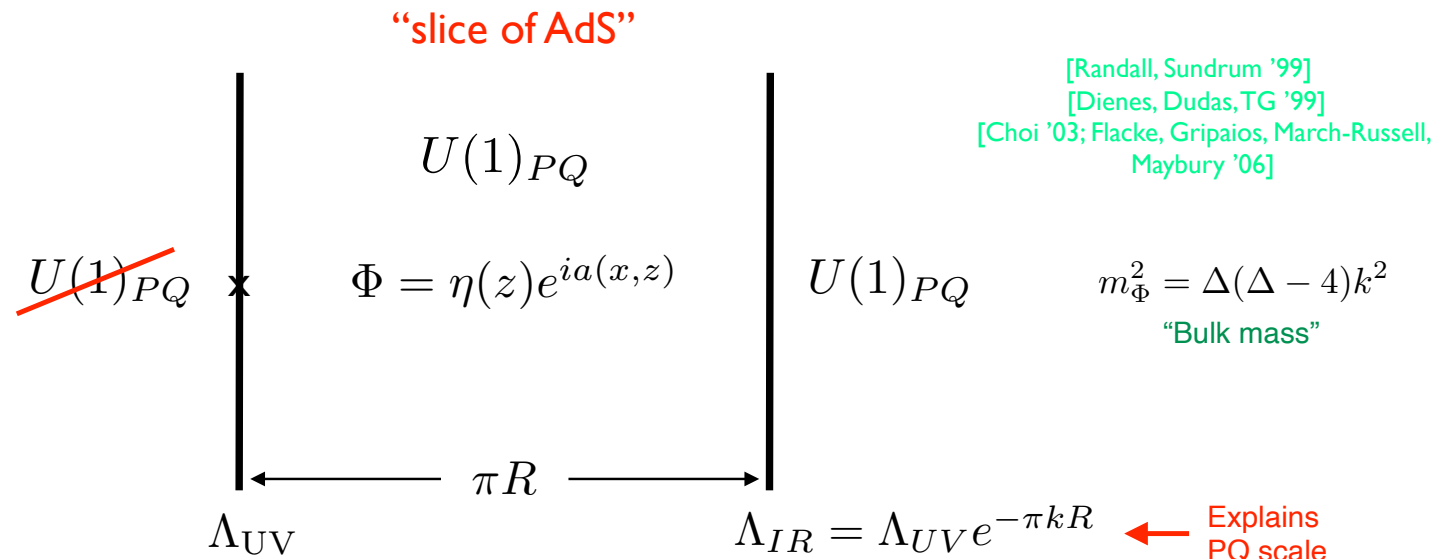 “slice of AdS”
[Randall, Sundrum ’99]
[Dienes, Dudas, TG ’99]
[Choi ’03; Flacke, Gripaios, March-Russell,
Maybury ’06]
U(1)_{PQ}
U(1)_{PQ} x Φ = η(z)e^{ia(x,z)} U(1)_{PQ} m_Φ^2 = Δ(Δ − 4)k^2
“Bulk mass”
πR
Λ_{UV} Λ_{IR} = Λ_{UV} e^{−πkR} Explains
PQ scale